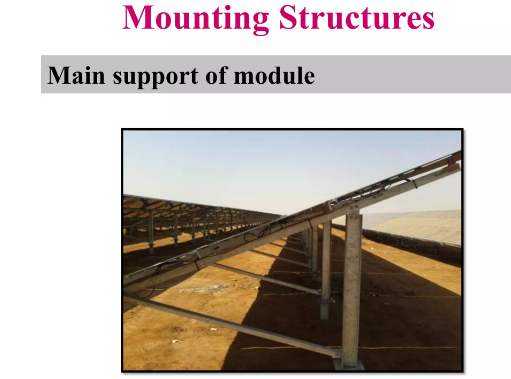 Mounting Structures
Main support of module